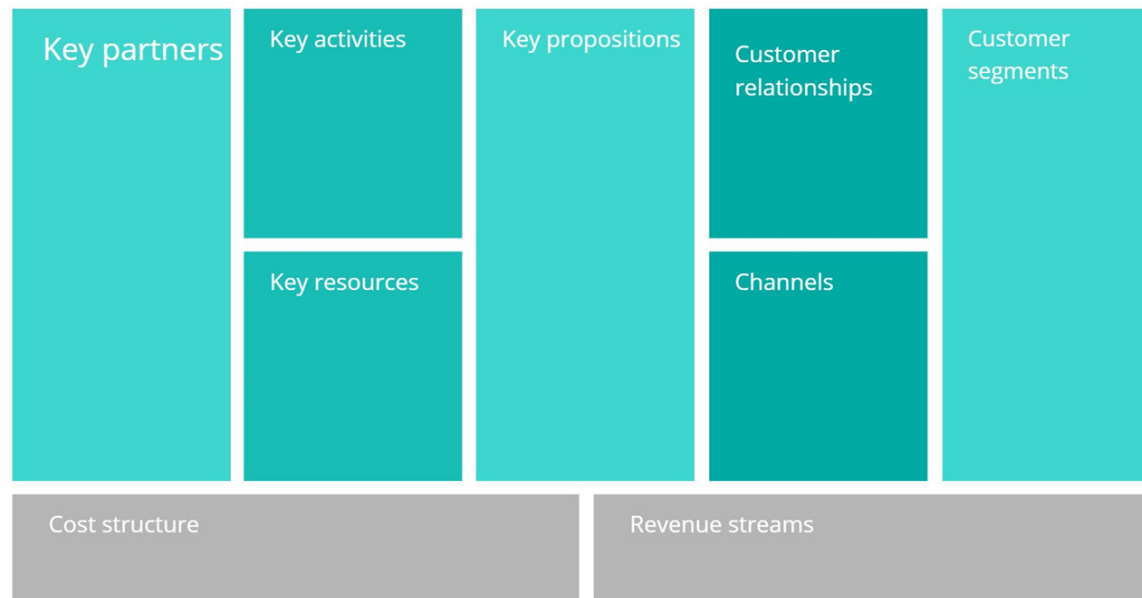 Key partners
Key activities
Key resources
Key propositions
Customer
relationships
Channels
Customer
segments
Cost structure
Revenue streams